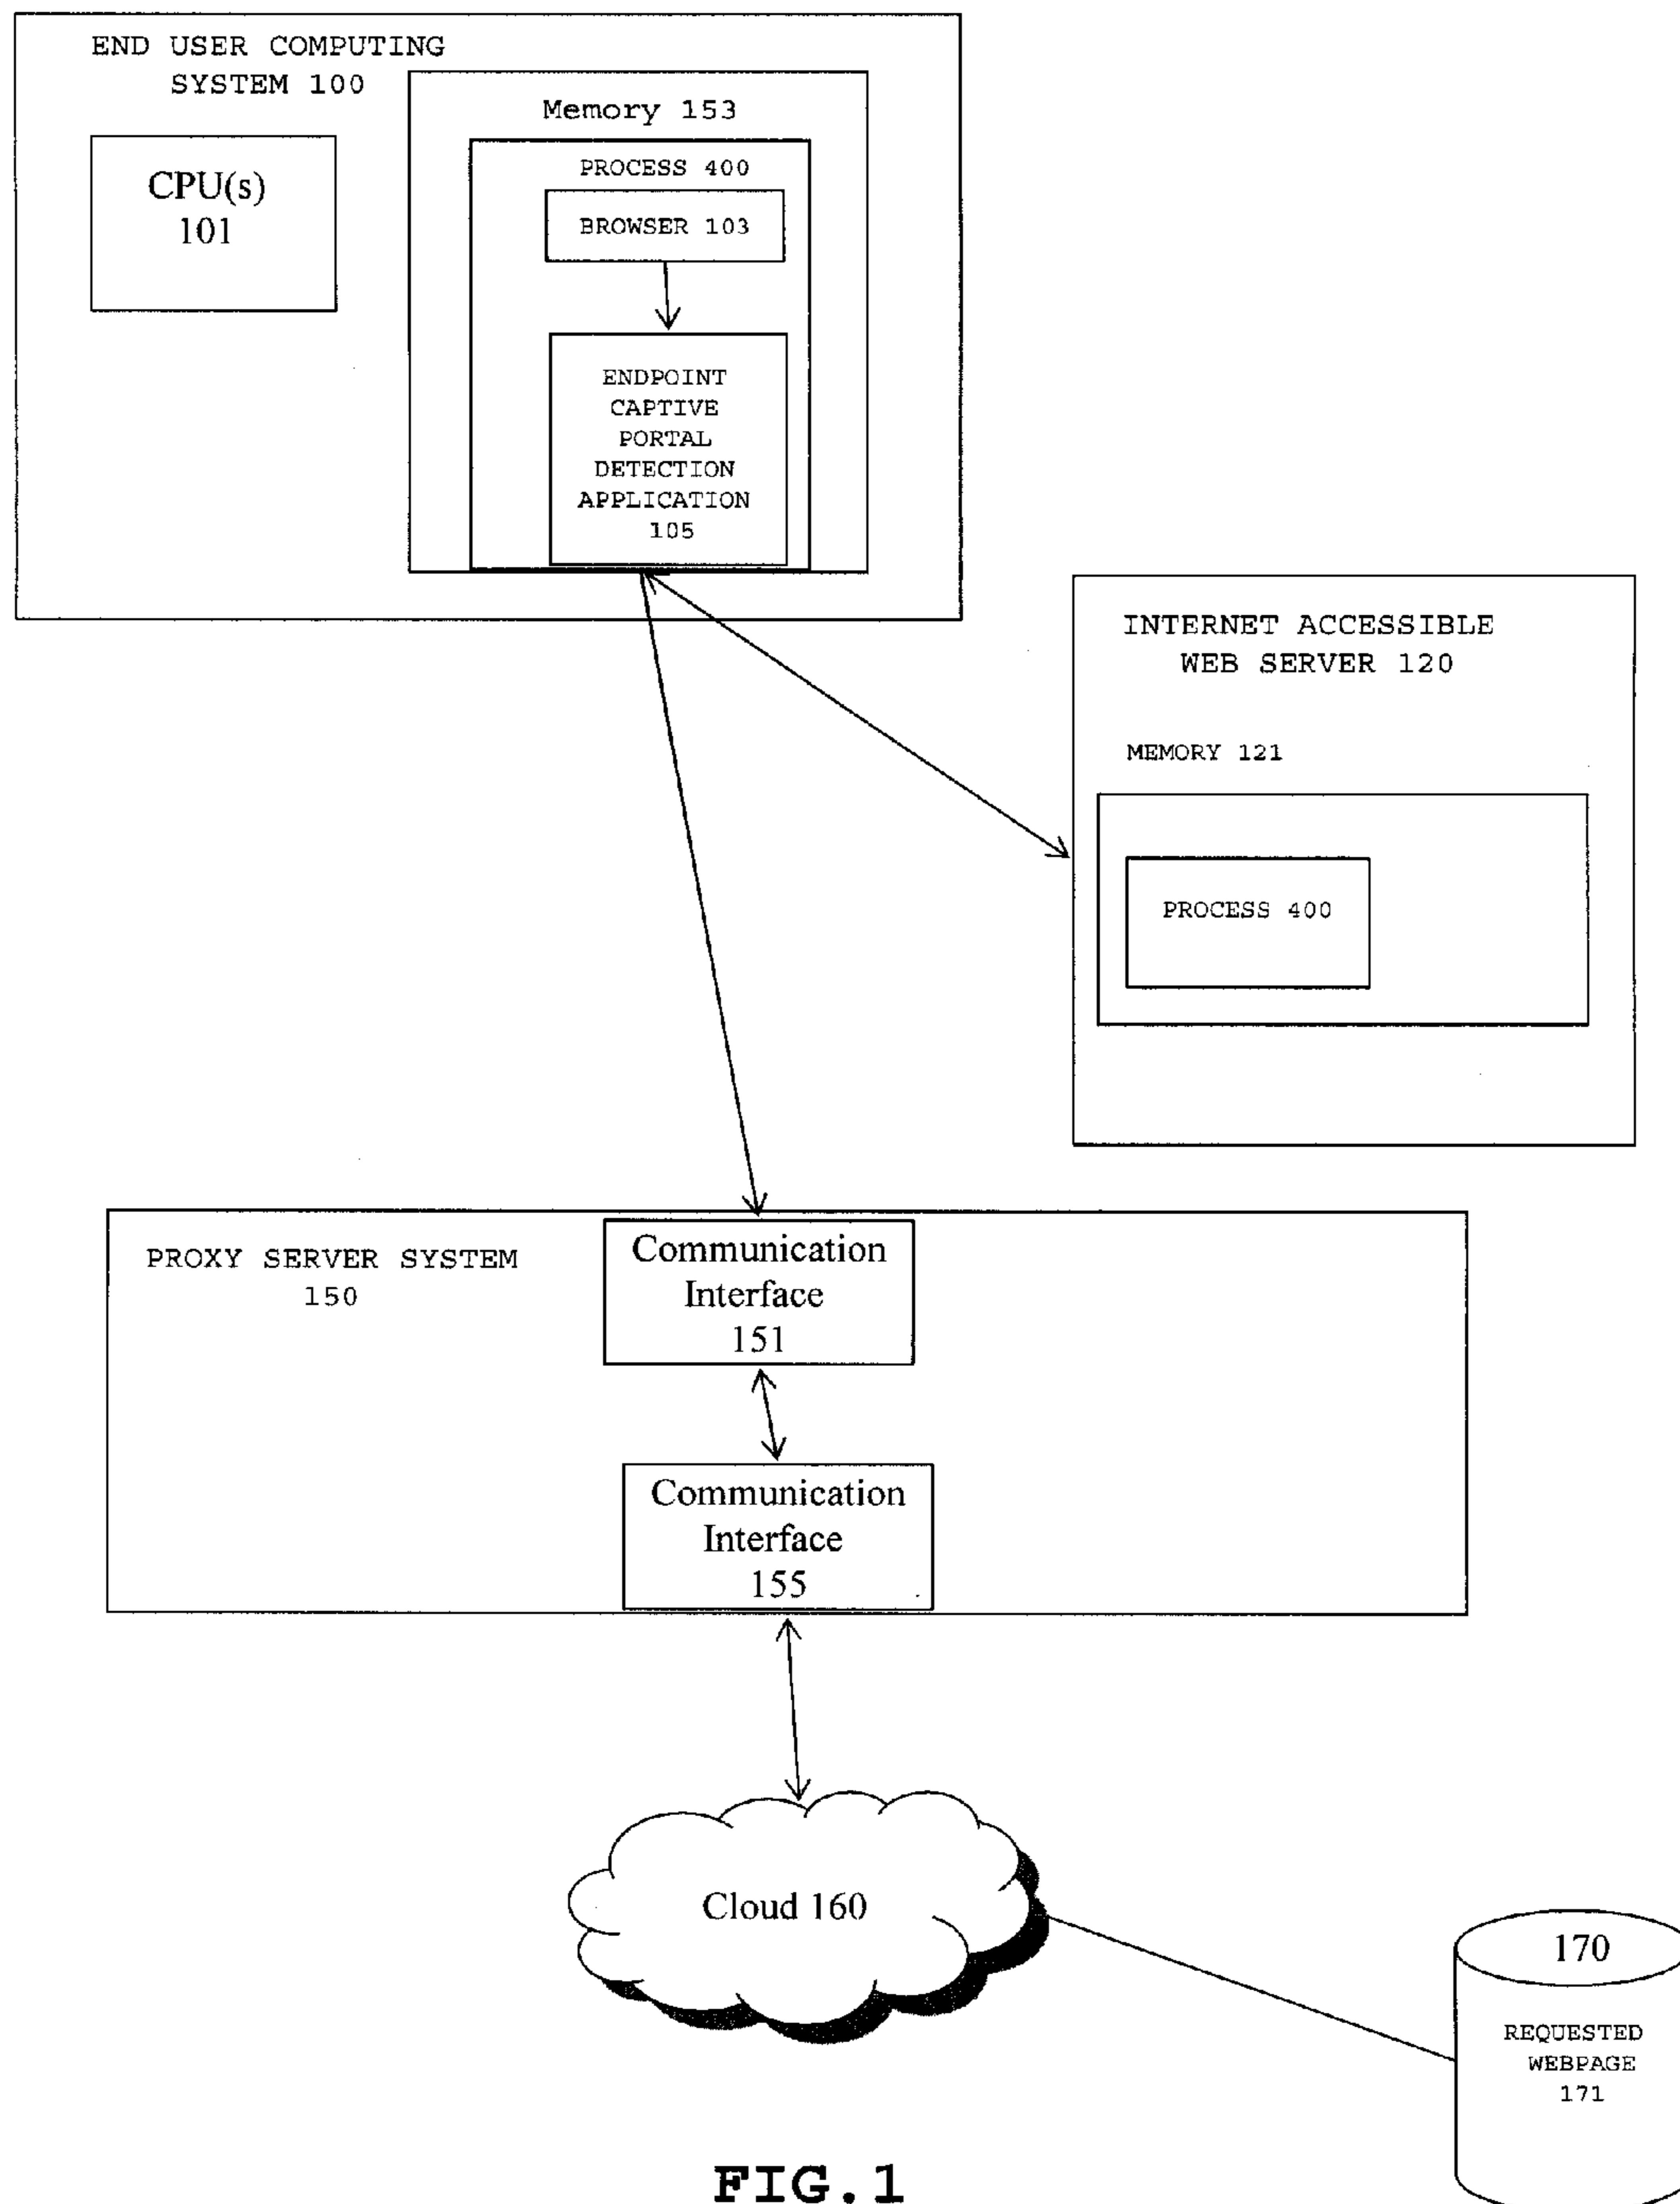 END USER COMPUTING
SYSTEM 100
Memory 153
CPU(s)
101
PROCESS 400
BROWSER 103
ENDPOINT
CAPTIVE
PORTAL
DETECTION
APPLICATION
105
INTERNET ACCESSIBLE
WEB SERVER 120
MEMORY 121
PROCESS 400
PROXY SERVER SYSTEM
150
Communication
Interface
151
Communication
Interface
155
Cloud 160
170
REQUESTED
WEBPAGE
171
FIG.1